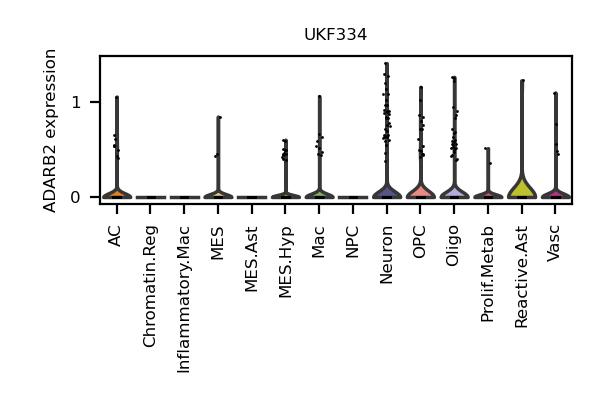 UKF334
ADARB2 expression
1
0
AC
Chromatin.Reg
Inflammatory.Mac
MES
MES.Ast
MES.Hyp
Mac
NPC
Neuron
OPC
Oligo
Prolif.Metab
Reactive.Ast
Vasc